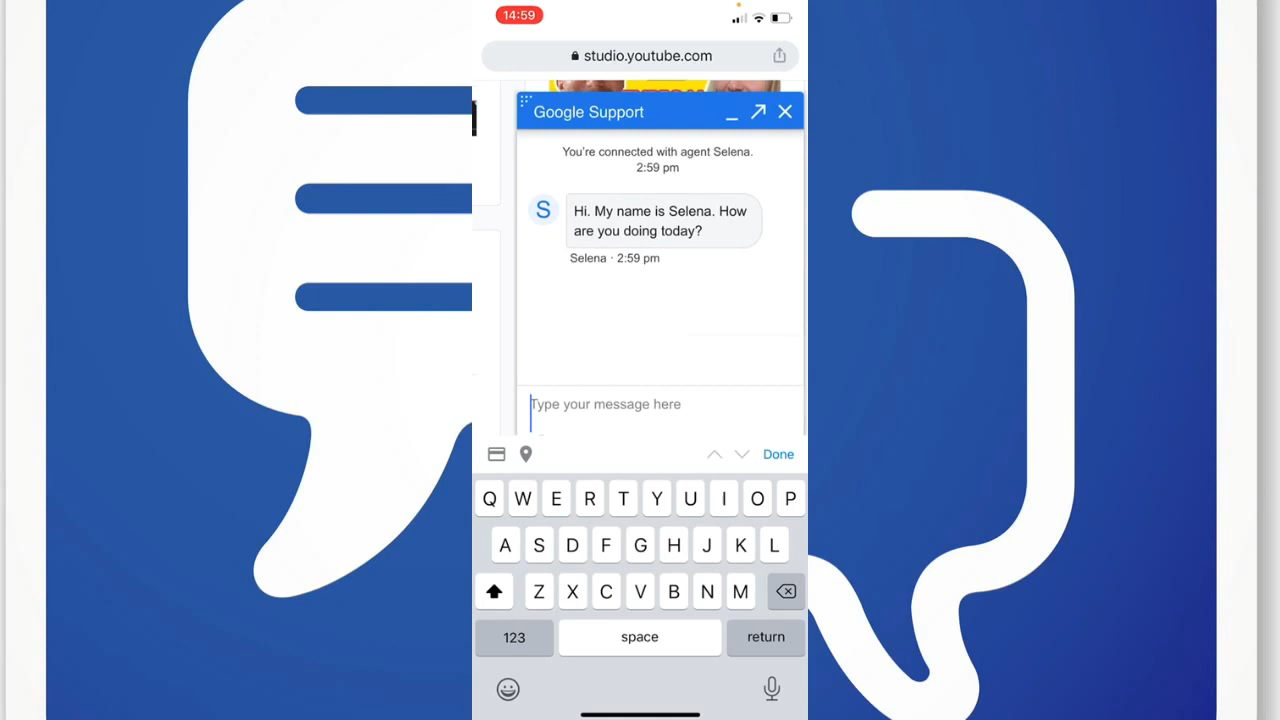 14:59
studio.youtube.com
Google Support
You're connected with agent Selena.
2:59 pm
S
Hi. My name is Selena. How
are you doing today?
Selena · 2:59 pm
Type your message here
Done
Q W E R T Y U I O P
A S D F G H J K L
Z X C V B N M
123 space return